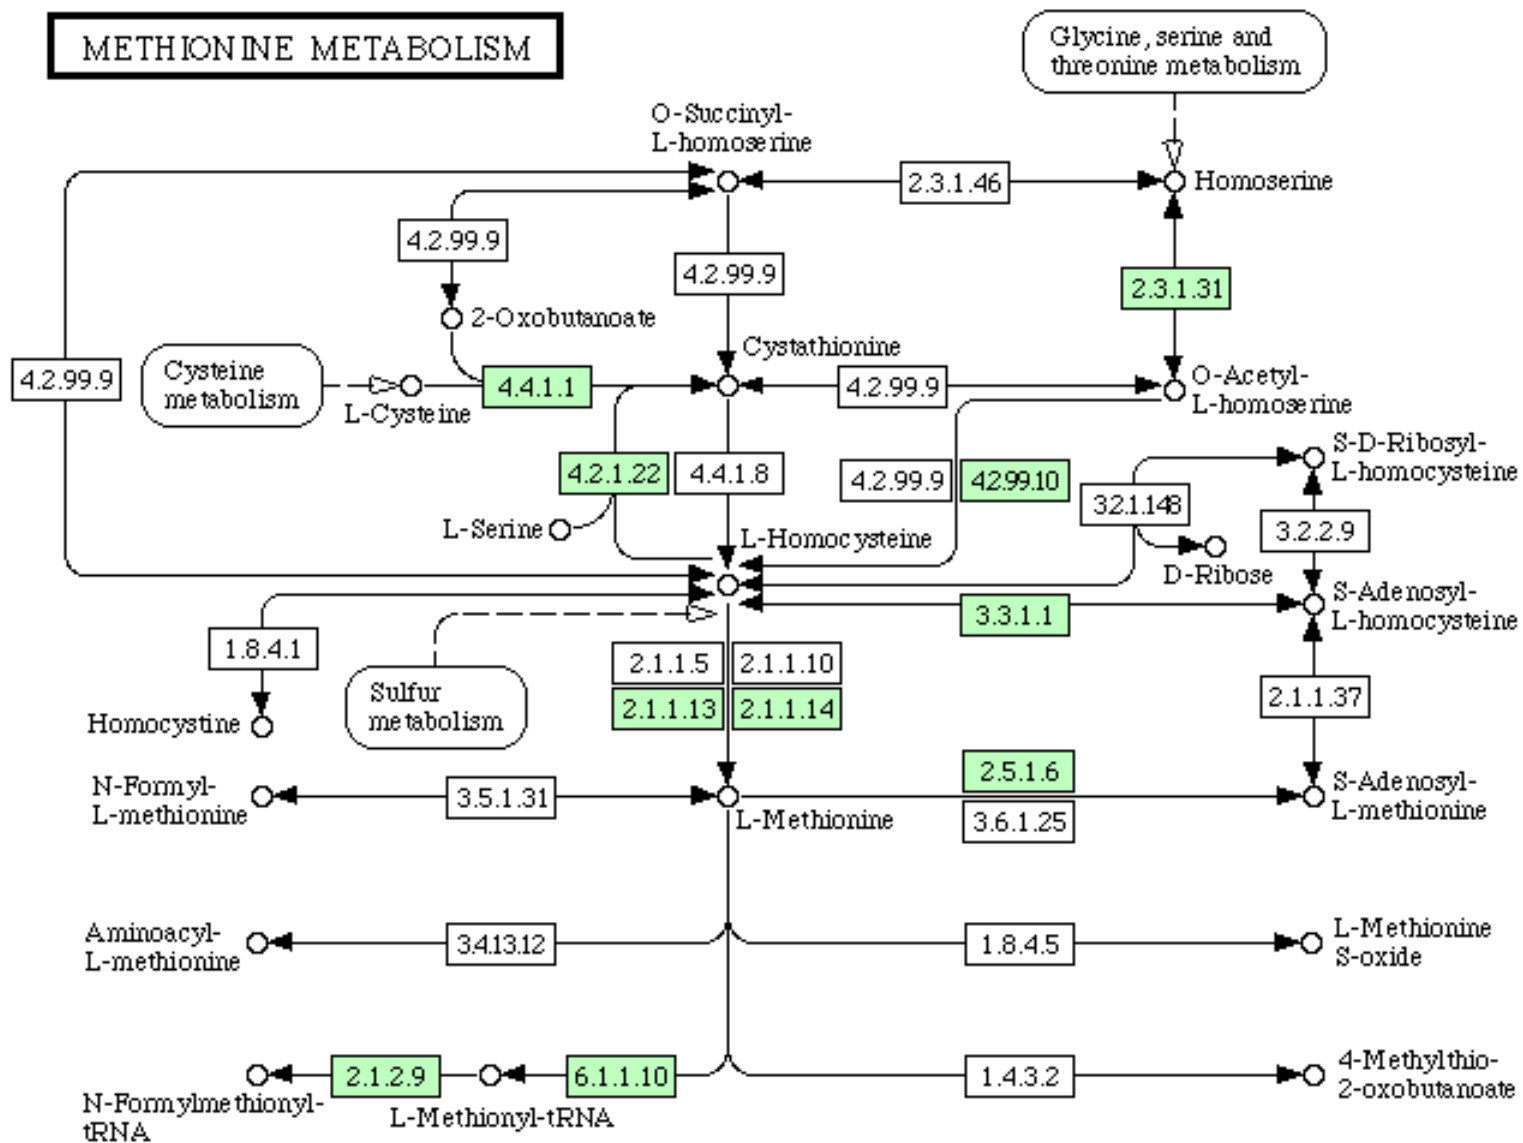 METHIONINE METABOLISM
Glycine, serine and
threonine metabolism
O-Succinyl-
L-homoserine
2.3.1.46
Homoserine
4.2.99.9
4.2.99.9
2.3.1.31
2-Oxobutanoate
Cystathionine
4.2.99.9
Cysteine
metabolism
L-Cysteine
4.4.1.1
4.2.99.9
O-Acetyl-
L-homoserine
4.2.1.22
4.4.1.8
4.2.99.9
42.99.10
32.1.148
S-D-Ribosyl-
L-homocysteine
L-Serine
L-Homocysteine
3.2.2.9
D-Ribose
3.3.1.1
S-Adenosyl-
L-homocysteine
1.8.4.1
2.1.1.5
2.1.1.10
Sulfur
metabolism
2.1.1.13
2.1.1.14
2.1.1.37
Homocystine
N-Formyl-
L-methionine
3.5.1.31
L-Methionine
2.5.1.6
3.6.1.25
S-Adenosyl-
L-methionine
Aminoacyl-
L-methionine
3.4.13.12
1.8.4.5
L-Methionine
S-oxide
2.1.2.9
6.1.1.10
1.4.3.2
4-Methylthio-
2-oxobutanoate
N-Formylmethionyl-
tRNA
L-Methionyl-tRNA